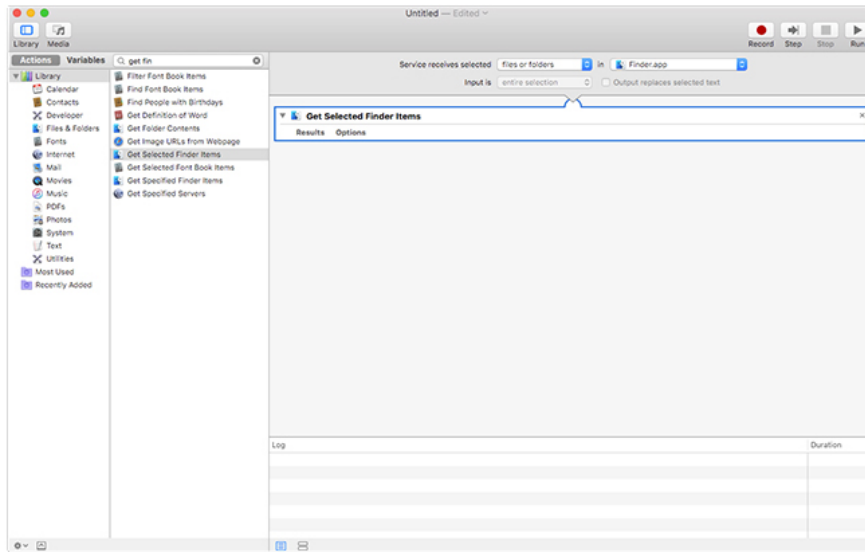 Untitled — Edited
Library Media
Record Step Stop Run
Actions Variables
get fin
Library
Calendar
Contacts
Developer
Files & Folders
Fonts
Internet
Mail
Movies
Music
PDFs
Photos
System
Text
Utilities
Most Used
Recently Added
Filter Font Book Items
Find Font Book Items
Find People with Birthdays
Get Definition of Word
Get Folder Contents
Get Image URLs from Webpage
Get Selected Finder Items
Get Selected Font Book Items
Get Specified Finder Items
Get Specified Servers
Service receives selected files or folders in Finder.app
Input is entire selection Output replaces selected text
Get Selected Finder Items
Results Options
Log Duration